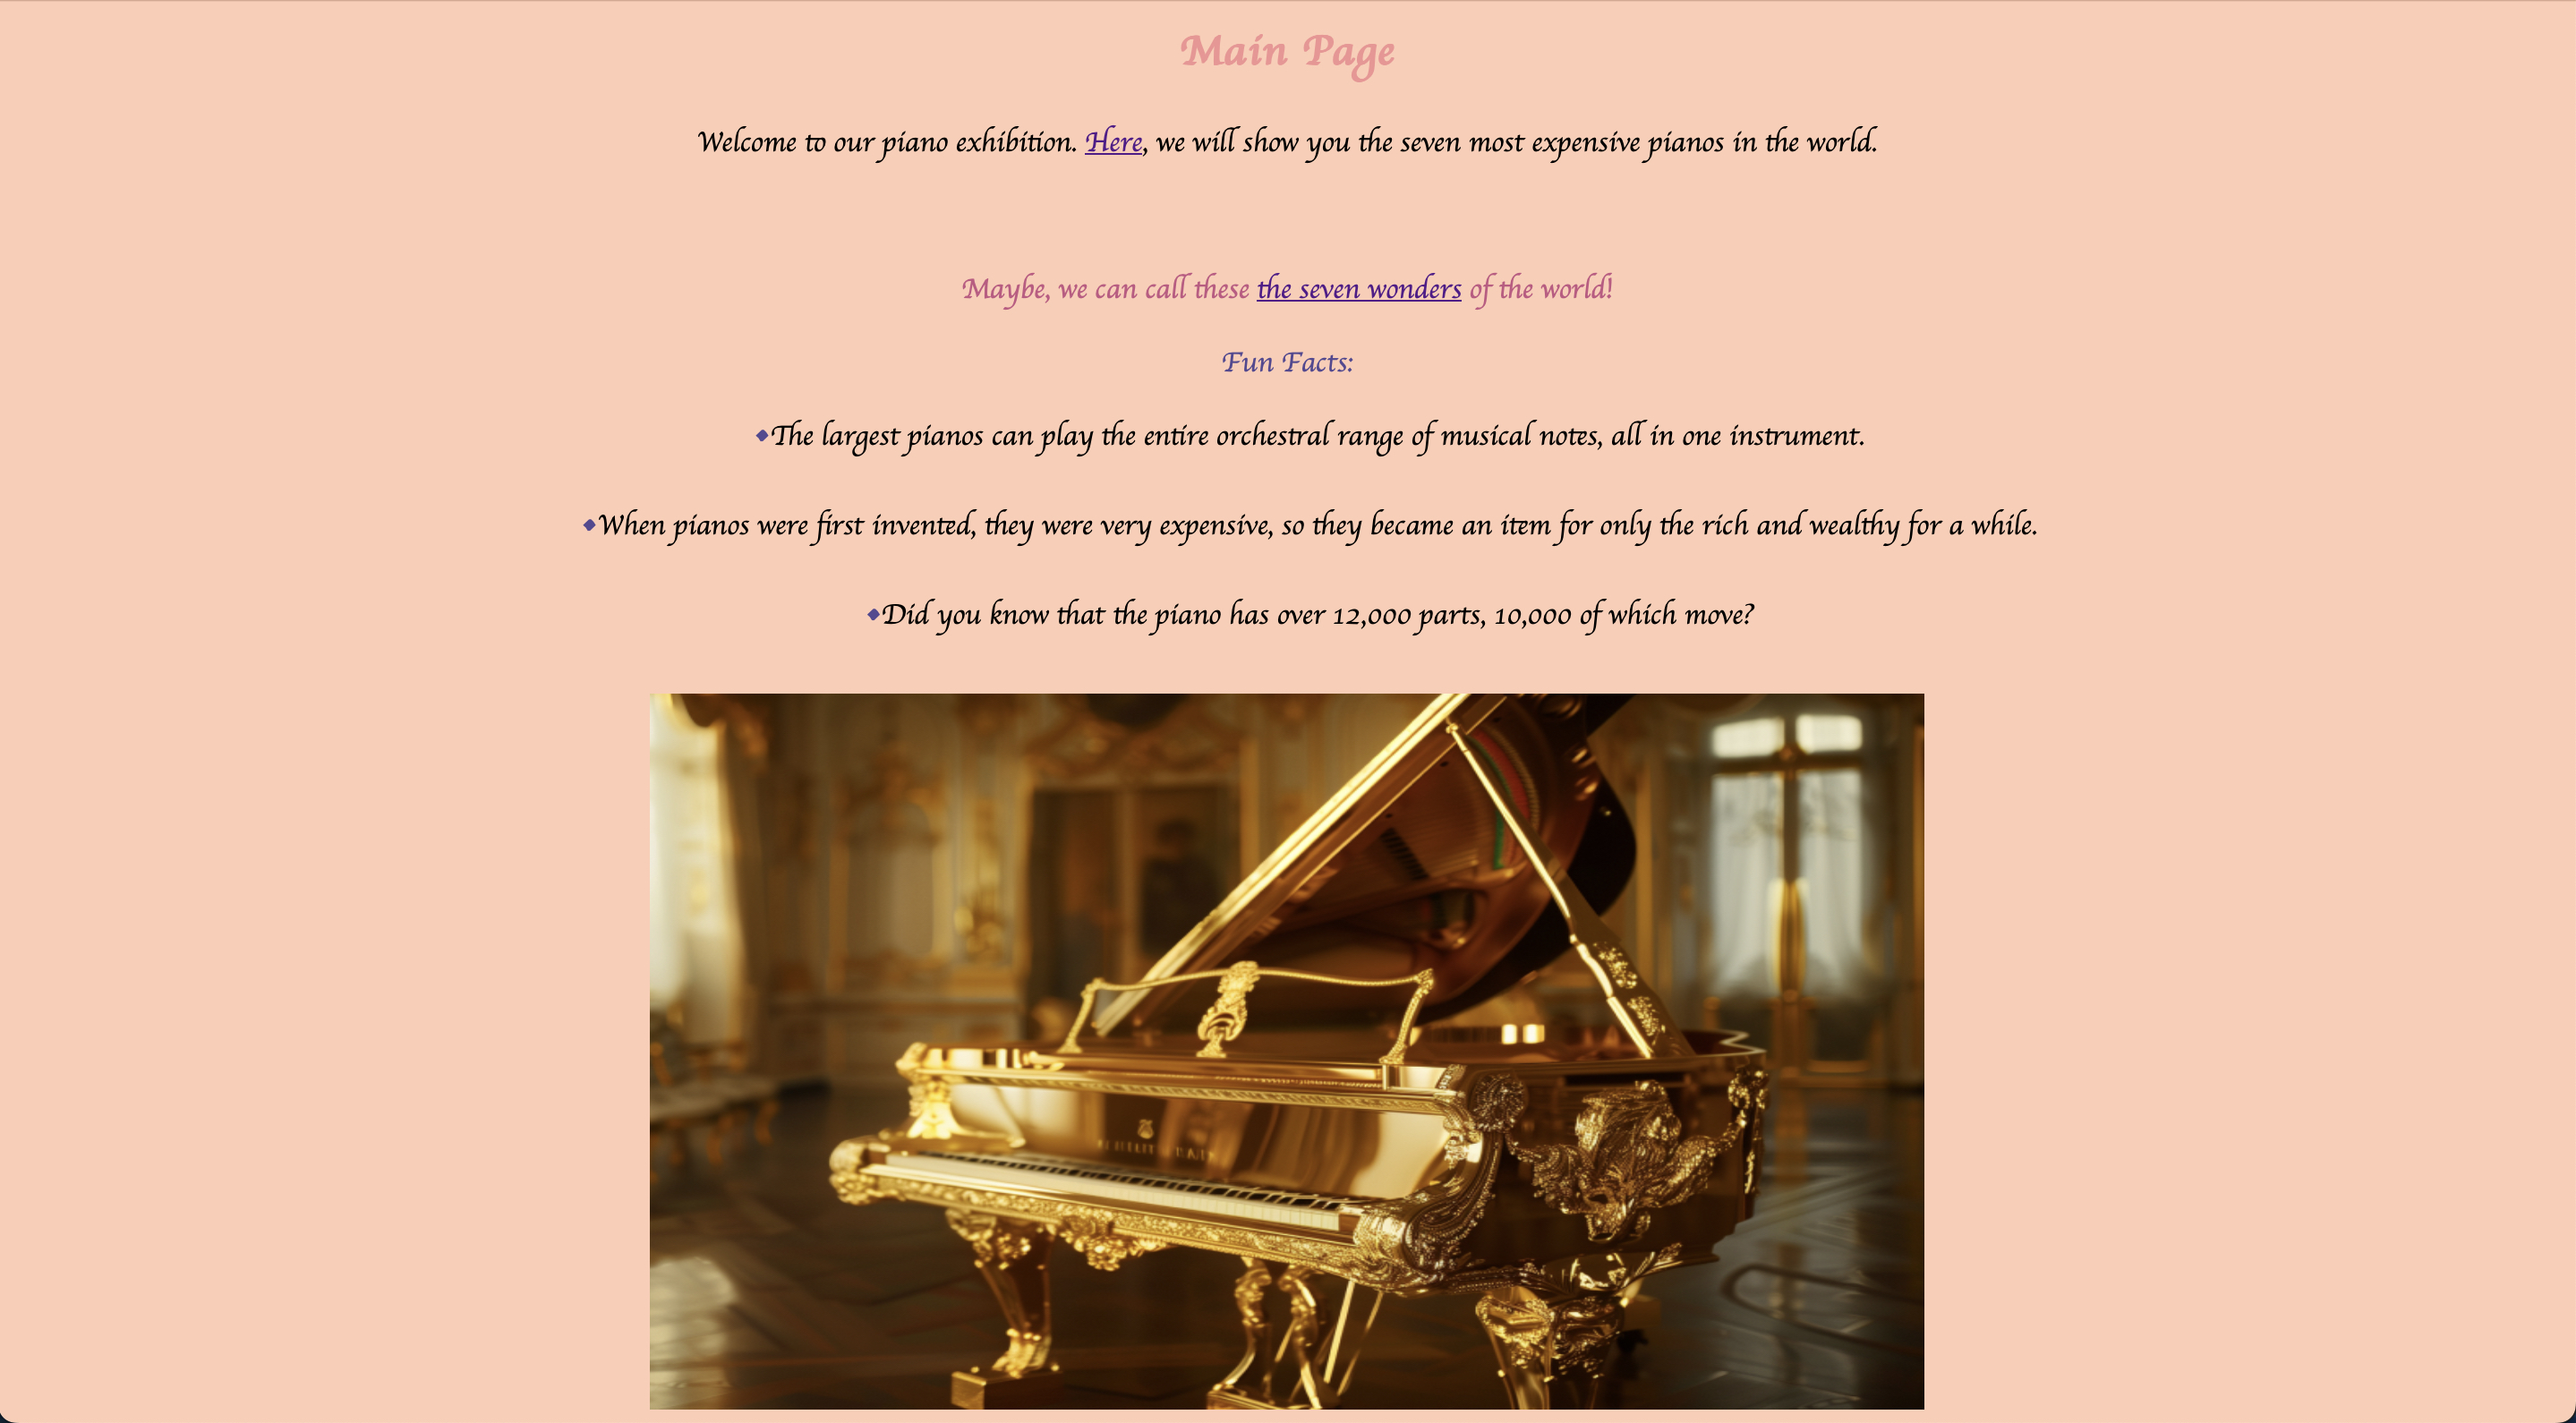 Main Page
Welcome to our piano exhibition. Here, we will show you the seven most expensive pianos in the world.
Maybe, we can call these the seven wonders of the world!
Fun Facts:
◆The largest pianos can play the entire orchestral range of musical notes, all in one instrument.
◆When pianos were first invented, they were very expensive, so they became an item for only the rich and wealthy for a while.
◆Did you know that the piano has over 12,000 parts, 10,000 of which move?